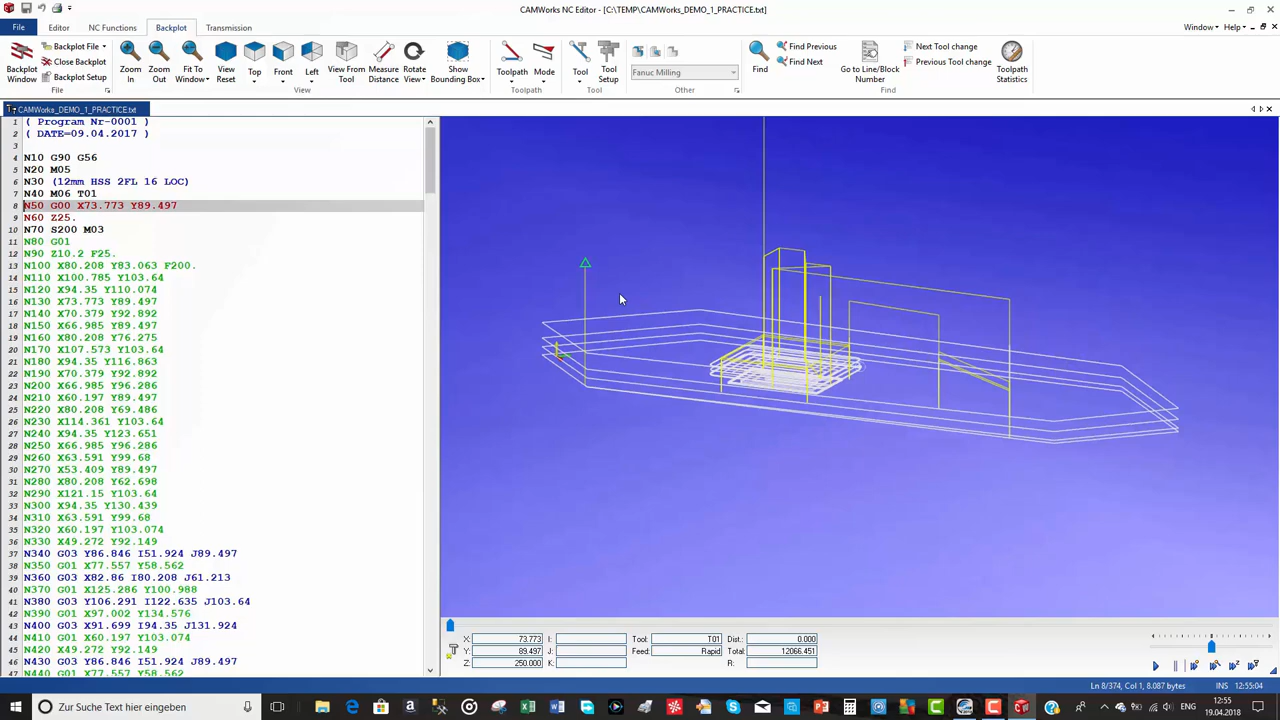 CAMWorks NC Editor - [C:\TEMP\CAMWorks_DEMO_1_PRACTICE.txt]
File Editor NC Functions Backplot Transmission Window Help
Backplot Window
Backplot File
Close Backplot
Backplot Setup
File
Zoom In
Zoom Out
Fit To Window
View Reset
Top
Front
Left
View From Tool
Measure Distance
Rotate View
Show Bounding Box
View
Toolpath
Mode
Toolpath
Tool
Tool Setup
Tool
Fanuc Milling
Other
Find
Find Previous
Find Next
Go to Line/Block Number
Next Tool change
Previous Tool change
Find
Toolpath Statistics
CAMWorks_DEMO_1_PRACTICE.txt
1 ( Program Nr-0001 )
2 ( DATE=09.04.2017 )
3
4 N10 G90 G56
5 N20 M05
6 N30 (12mm HSS 2FL 16 LOC)
7 N40 M06 T01
8 N50 G00 X73.773 Y89.497
9 N60 Z25.
10 N70 S200 M03
11 N80 G01
12 N90 Z10.2 F25.
13 N100 X80.208 Y83.063 F200.
14 N110 X100.785 Y103.64
15 N120 X94.35 Y110.074
16 N130 X73.773 Y89.497
17 N140 X70.379 Y92.892
18 N150 X66.985 Y89.497
19 N160 X80.208 Y76.275
20 N170 X107.573 Y103.64
21 N180 X94.35 Y116.863
22 N190 X70.379 Y92.892
23 N200 X66.985 Y96.286
24 N210 X60.197 Y89.497
25 N220 X80.208 Y69.486
26 N230 X114.361 Y103.64
27 N240 X94.35 Y123.651
28 N250 X66.985 Y96.286
29 N260 X63.591 Y99.68
30 N270 X53.409 Y89.497
31 N280 X80.208 Y62.698
32 N290 X121.15 Y103.64
33 N300 X94.35 Y130.439
34 N310 X63.591 Y99.68
35 N320 X60.197 Y103.074
36 N330 X49.272 Y92.149
37 N340 G03 Y86.846 I51.924 J89.497
38 N350 G01 X77.557 Y58.562
39 N360 G03 X82.86 I80.208 J61.213
40 N370 G01 X125.286 Y100.988
41 N380 G03 Y106.291 I122.635 J103.64
42 N390 G01 X97.002 Y134.576
43 N400 G03 X91.699 I94.35 J131.924
44 N410 G01 X60.197 Y103.074
45 N420 X49.272 Y92.149
46 N430 G03 Y86.846 I51.924 J89.497
47 N440 G01 X77.557 Y58.562
X: 73.773 I: Tool: T01 Dist.: 0.000
Y: 89.497 J: Feed: Rapid Total: 12066.451
Z: 250.000 K: R:
Ln 8/374, Col 1, 8.087 bytes INS 12:55:04
Zur Suche Text hier eingeben
12:55
19.04.2018